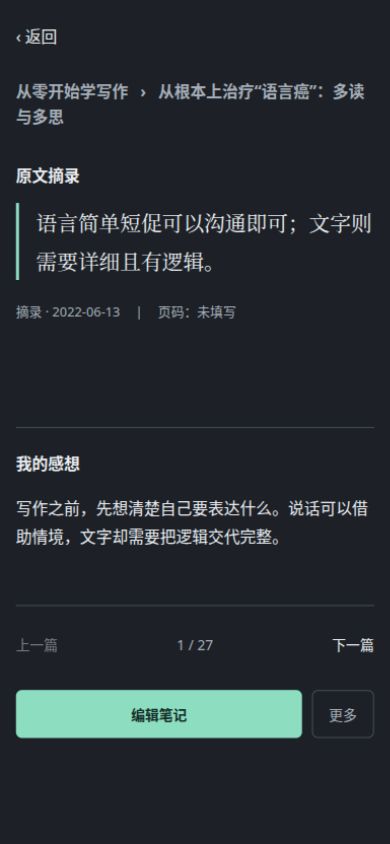 ‹ 返回
从零开始学写作 › 从根本上治疗“语言癌”：多读
与多思
原文摘录
语言简单短促可以沟通即可；文字则
需要详细且有逻辑。
摘录 · 2022-06-13 | 页码：未填写
我的感想
写作之前，先想清楚自己要表达什么。说话可以借
助情境，文字却需要把逻辑交代完整。
上一篇 1 / 27 下一篇
编辑笔记 更多